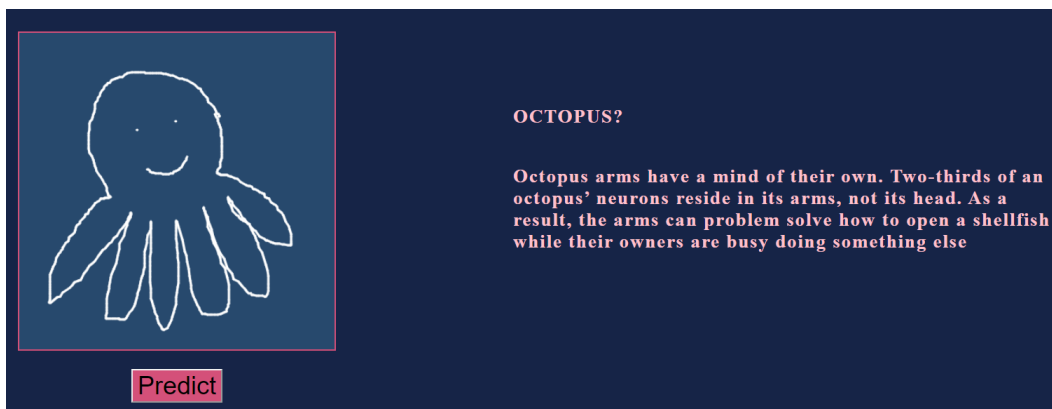 OCTOPUS?
Octopus arms have a mind of their own. Two-thirds of an
octopus’ neurons reside in its arms, not its head. As a
result, the arms can problem solve how to open a shellfish
while their owners are busy doing something else
Predict